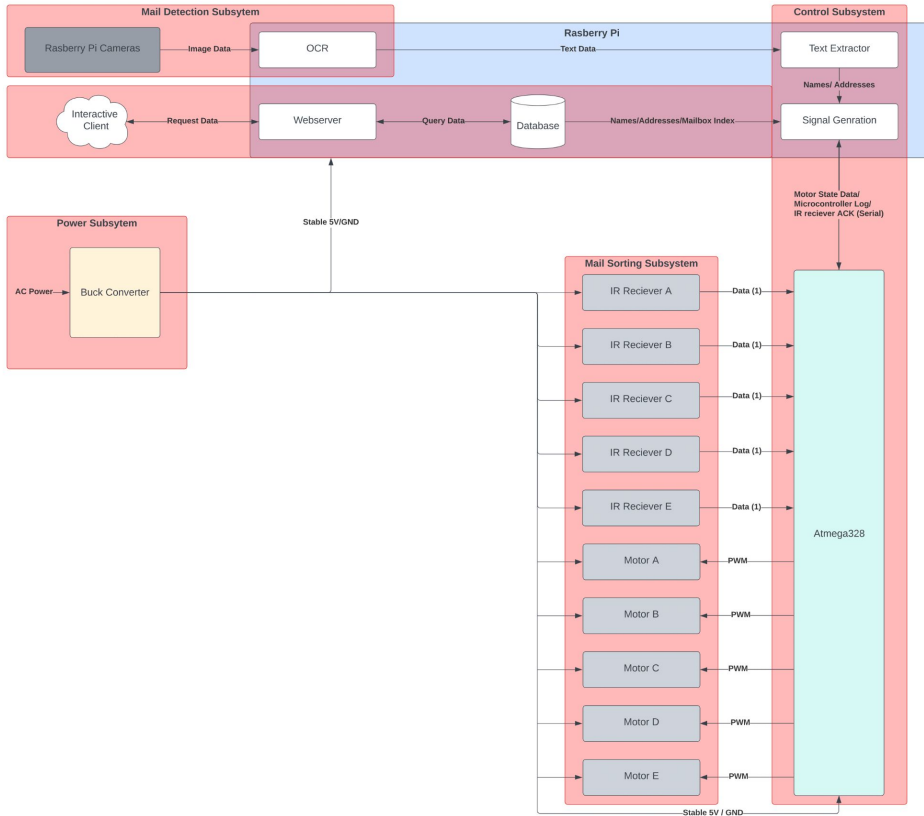 Mail Detection Subsytem
Control Subsystem
Rasberry Pi
Rasberry Pi Cameras
Image Data
OCR
Text Data
Text Extractor
Names/ Addresses
Interactive
Client
Request Data
Webserver
Query Data
Database
Names/Addresses/Mailbox Index
Signal Genration
Motor State Data/
Microcontroller Log/
IR reciever ACK (Serial)
Stable 5V/GND
Power Subsytem
AC Power
Buck Converter
Mail Sorting Subsystem
IR Reciever A
Data (1)
IR Reciever B
Data (1)
IR Reciever C
Data (1)
IR Reciever D
Data (1)
IR Reciever E
Data (1)
Atmega328
Motor A
PWM
Motor B
PWM
Motor C
PWM
Motor D
PWM
Motor E
PWM
Stable 5V / GND